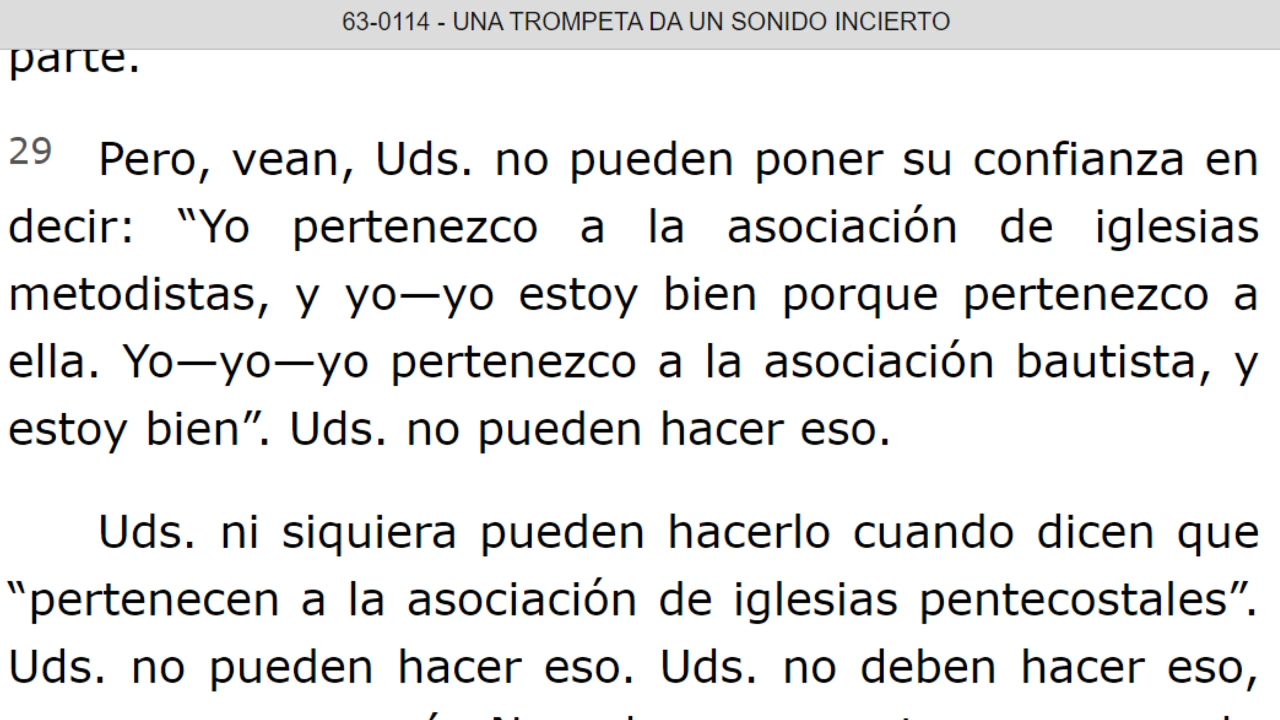 63-0114 - UNA TROMPETA DA UN SONIDO INCIERTO
parte.
29 Pero, vean, Uds. no pueden poner su confianza en
decir: “Yo pertenezco a la asociación de iglesias
metodistas, y yo—yo estoy bien porque pertenezco a
ella. Yo—yo—yo pertenezco a la asociación bautista, y
estoy bien”. Uds. no pueden hacer eso.
Uds. ni siquiera pueden hacerlo cuando dicen que
“pertenecen a la asociación de iglesias pentecostales”.
Uds. no pueden hacer eso. Uds. no deben hacer eso,